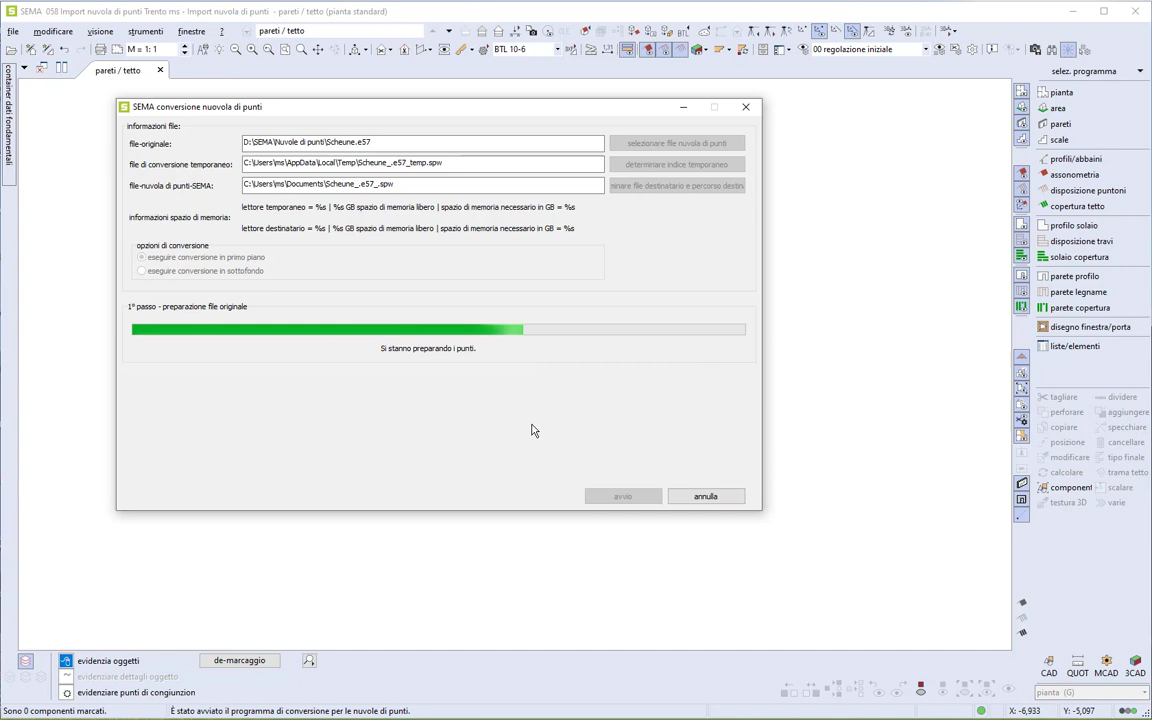 SEMA 058 Import nuvola di punti Trento ms - Import nuvola di punti - pareti / tetto (pianta standard)
file modificare visione strumenti finestre ? pareti / tetto
M = 1: 1 BTL 10-6 00 regolazione iniziale
pareti / tetto
container dati fondamentali
SEMA conversione nuovola di punti
informazioni file:
file-originale: D:\SEMA\Nuvole di punti\Scheune.e57 selezionare file nuvola di punti
file di conversione temporaneo: C:\Users\ms\AppData\Local\Temp\Scheune_.e57_temp.spw determinare indice temporaneo
file-nuvola di punti-SEMA: C:\Users\ms\Documents\Scheune_.e57_.spw ninare file destinatario e percorso destin
informazioni spazio di memoria:
lettore temporaneo = %s | %s GB spazio di memoria libero | spazio di memoria necessario in GB = %s
lettore destinatario = %s | %s GB spazio di memoria libero | spazio di memoria necessario in GB = %s
opzioni di conversione
eseguire conversione in primo piano
eseguire conversione in sottofondo
1° passo - preparazione file originale
Si stanno preparando i punti.
avvio annulla
selez. programma
pianta
area
pareti
scale
profili/abbaini
assonometria
disposizione puntoni
copertura tetto
profilo solaio
disposizione travi
solaio copertura
parete profilo
parete legname
parete copertura
disegno finestra/porta
liste/elementi
tagliare dividere
perforare aggiungere
copiare specchiare
posizione cancellare
modificare tipo finale
calcolare trama tetto
component scalare
testura 3D varie
CAD QUOT MCAD 3CAD
pianta (G)
evidenzia oggetti de-marcaggio
evidenziare dettagli oggetto
evidenziare punti di congiunzion
Sono 0 componenti marcati. È stato avviato il programma di conversione per le nuvole di punti. X: -6,933 Y: -5,097